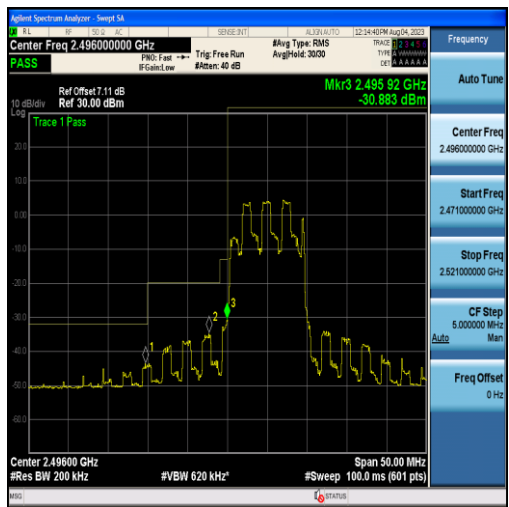 Agilent Spectrum Analyzer - Swept SA
RL RF 50 Ω AC SENSE:INT ALIGN AUTO 12:14:40 PM Aug 04, 2023
Center Freq 2.496000000 GHz
PASS
PNO: Fast
IFGain:Low
Trig: Free Run
#Atten: 40 dB
#Avg Type: RMS
Avg|Hold: 30/30
TRACE 1 2 3 4 5 6
TYPE A
DET A A A A A A
Ref Offset 7.11 dB
10 dB/div Ref 30.00 dBm
Log
Mkr3 2.495 92 GHz
-30.883 dBm
Trace 1 Pass
20.0
10.0
0.00
-10.0
-20.0
-30.0
-40.0
-50.0
-60.0
1
2
3
Center 2.49600 GHz Span 50.00 MHz
#Res BW 200 kHz #VBW 620 kHz* #Sweep 100.0 ms (601 pts)
MSG STATUS
Frequency
Auto Tune
Center Freq
2.496000000 GHz
Start Freq
2.471000000 GHz
Stop Freq
2.521000000 GHz
CF Step
5.000000 MHz
Auto Man
Freq Offset
0 Hz